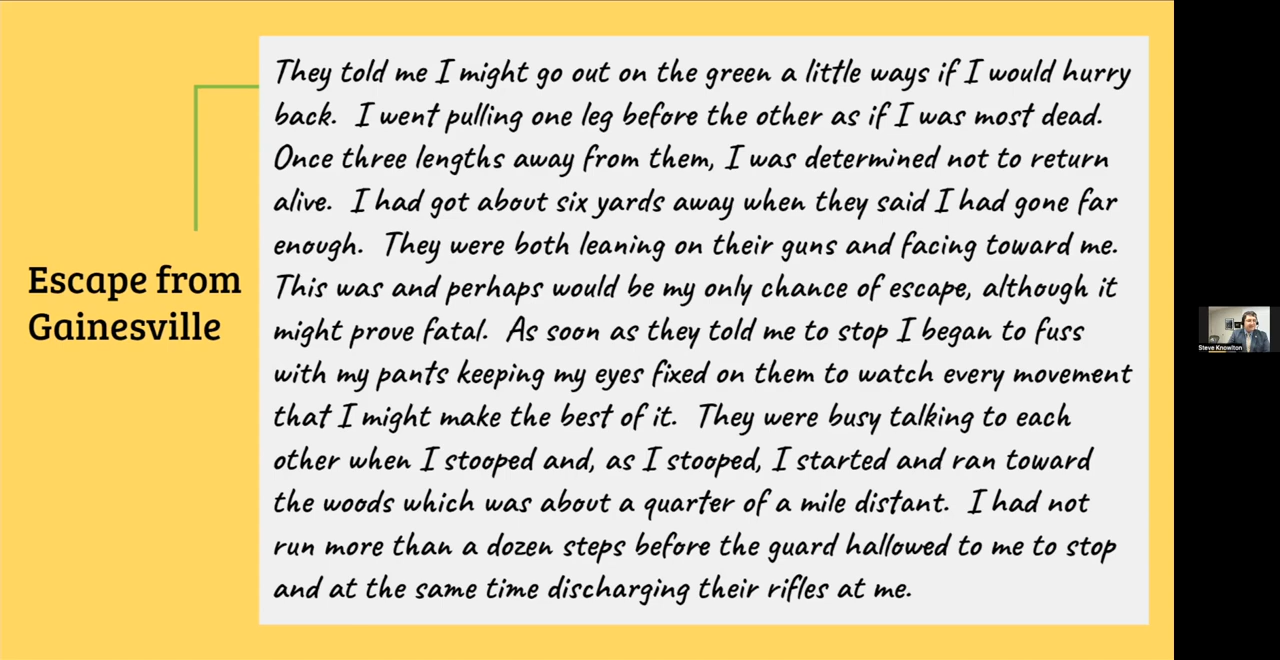 They told me I might go out on the green a little ways if I would hurry
back.  I went pulling one leg before the other as if I was most dead.
Once three lengths away from them, I was determined not to return
alive.  I had got about six yards away when they said I had gone far
enough.  They were both leaning on their guns and facing toward me.
This was and perhaps would be my only chance of escape, although it
might prove fatal.  As soon as they told me to stop I began to fuss
with my pants keeping my eyes fixed on them to watch every movement
that I might make the best of it.  They were busy talking to each
other when I stooped and, as I stooped, I started and ran toward
the woods which was about a quarter of a mile distant.  I had not
run more than a dozen steps before the guard hallowed to me to stop
and at the same time discharging their rifles at me.
Escape from
Gainesville
Steve Knowlton